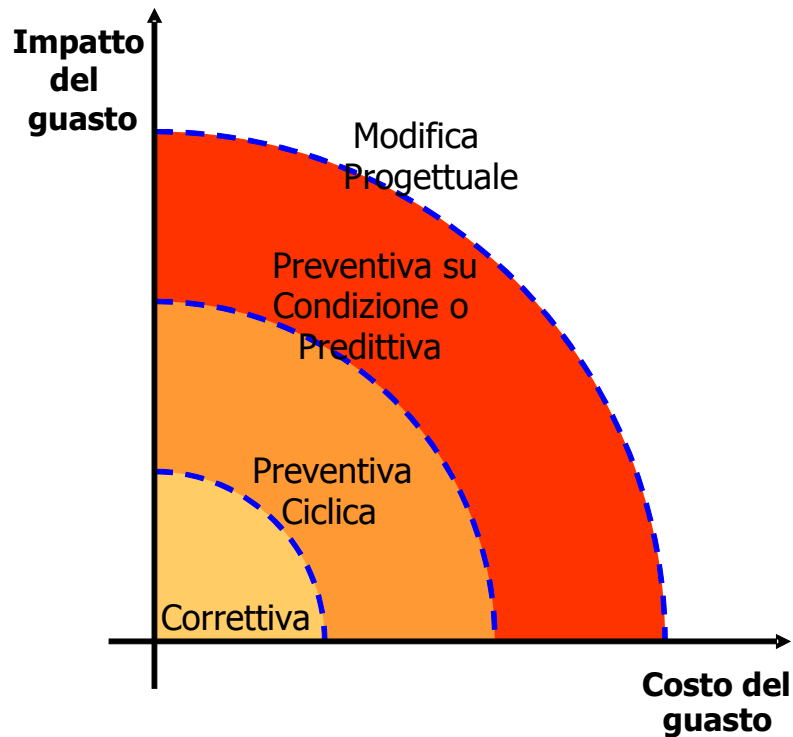 Impatto
del
guasto
Modifica
Progettuale
Preventiva su
Condizione o
Predittiva
Preventiva
Ciclica
Correttiva
Costo del
guasto